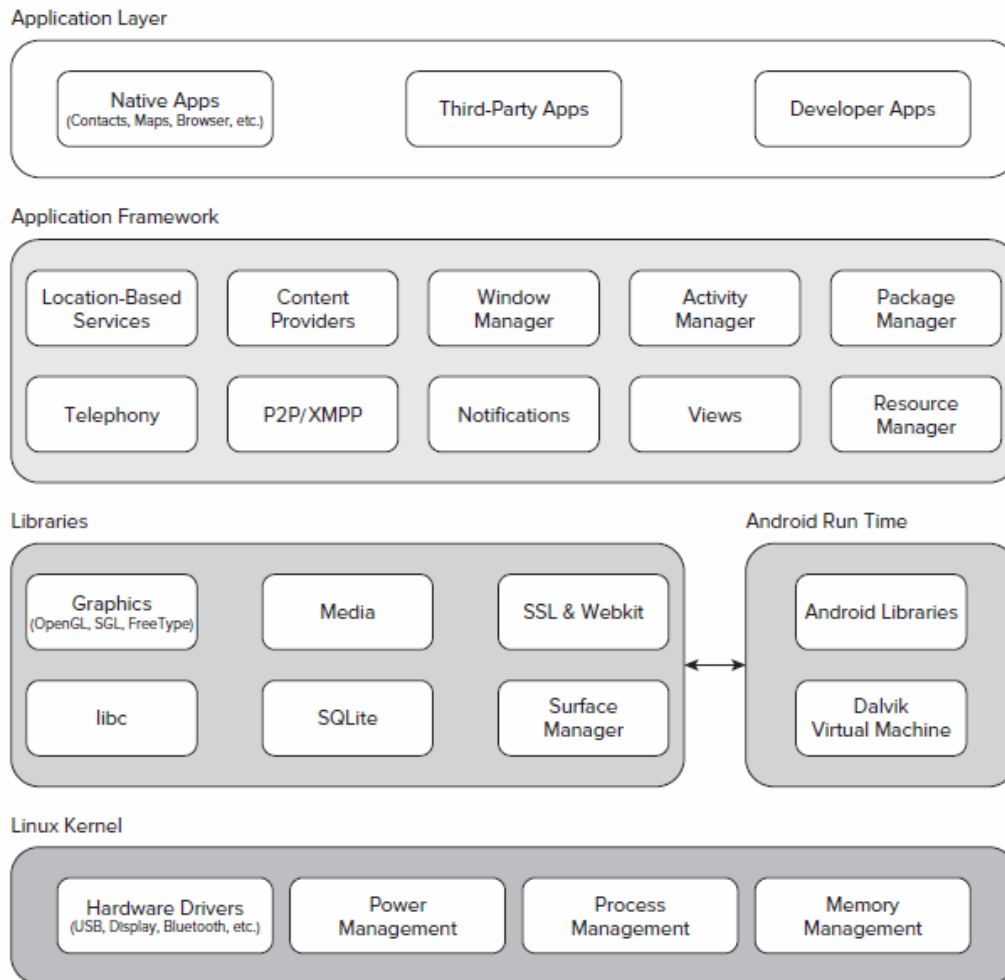 Application Layer
Native Apps
(Contacts, Maps, Browser, etc.)
Third-Party Apps
Developer Apps
Application Framework
Location-Based
Services
Content
Providers
Window
Manager
Activity
Manager
Package
Manager
Telephony
P2P/XMPP
Notifications
Views
Resource
Manager
Libraries
Graphics
(OpenGL, SGL, FreeType)
Media
SSL & Webkit
libc
SQLite
Surface
Manager
Android Run Time
Android Libraries
Dalvik
Virtual Machine
Linux Kernel
Hardware Drivers
(USB, Display, Bluetooth, etc.)
Power
Management
Process
Management
Memory
Management